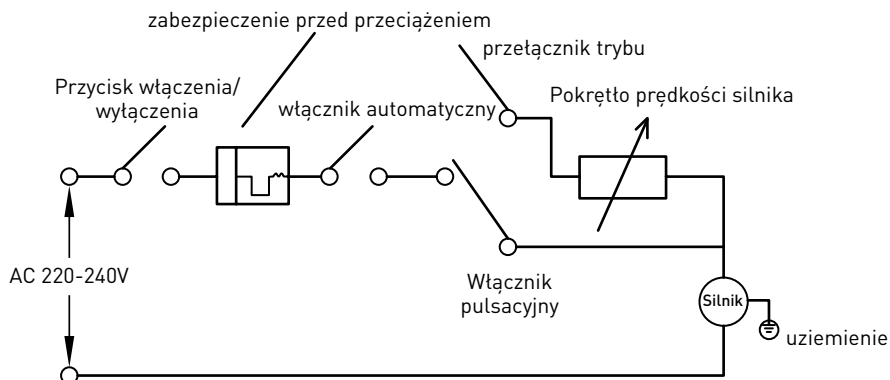 zabezpieczenie przed przeciążeniem
przełącznik trybu
Przycisk włączenia/
wyłączenia
włącznik automatyczny
Pokrętło prędkości silnika
AC 220-240V
Włącznik
pulsacyjny
Silnik
uziemienie